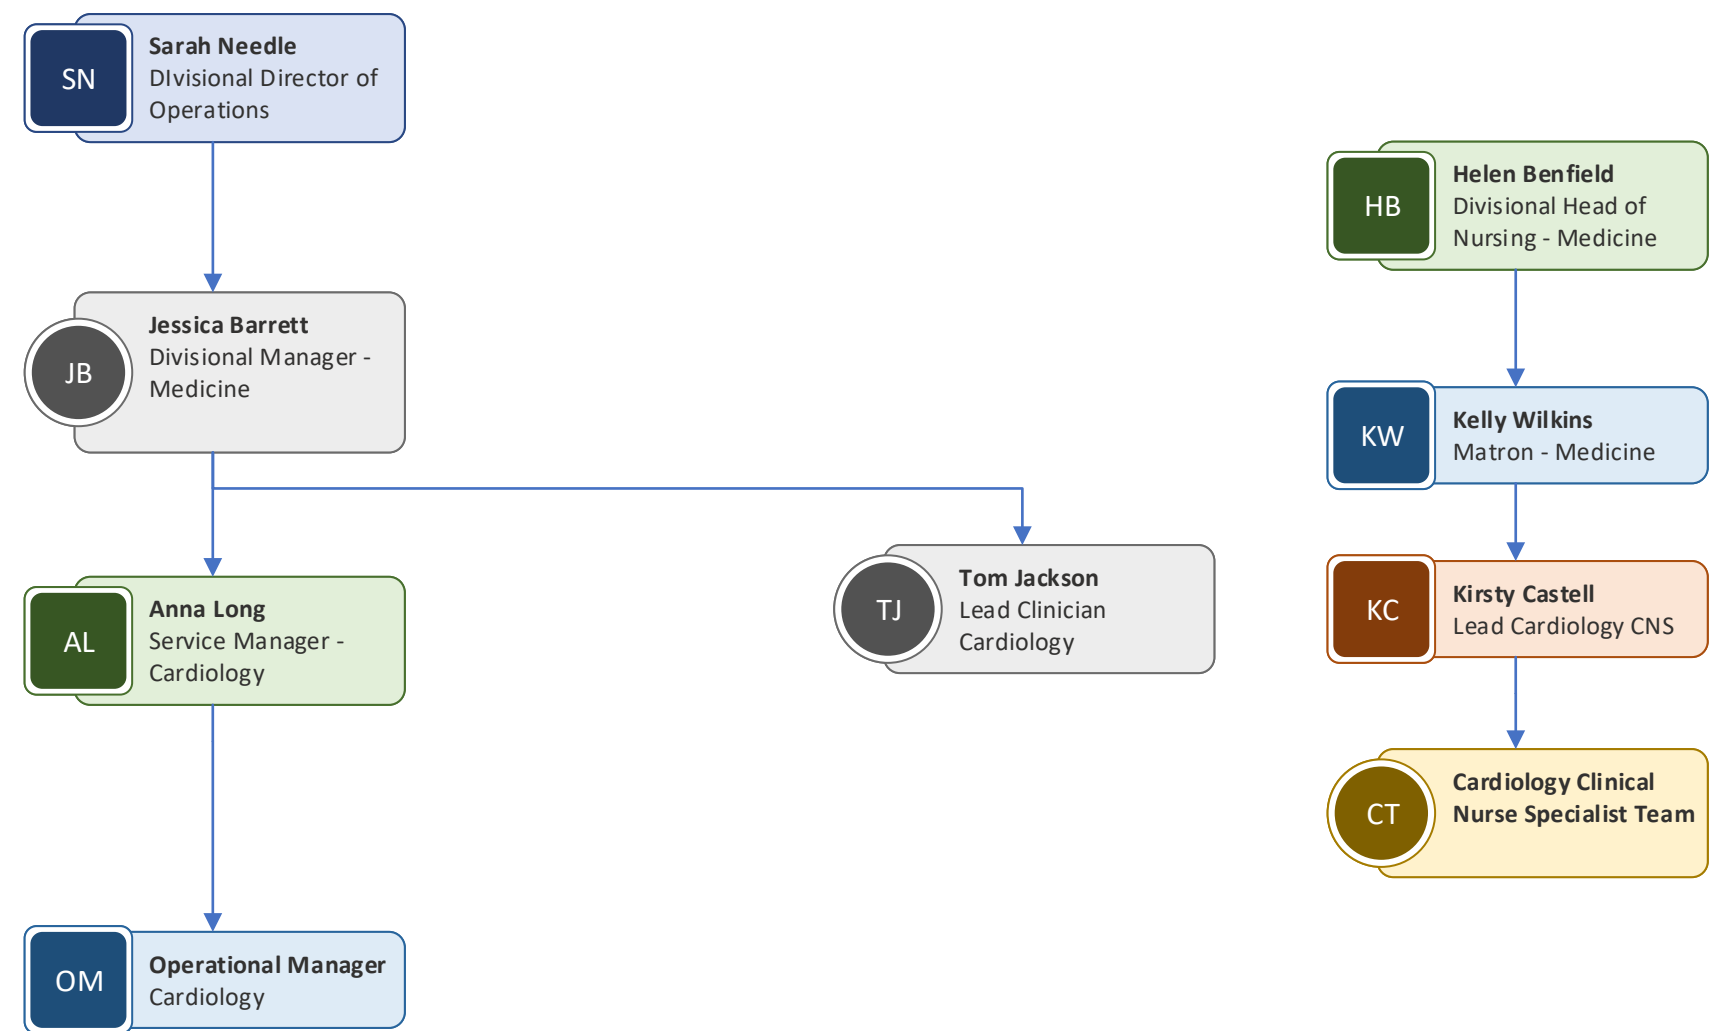 SN
Sarah Needle
DIvisional Director of
Operations
HB
Helen Benfield
Divisional Head of
Nursing - Medicine
JB
Jessica Barrett
Divisional Manager -
Medicine
KW
Kelly Wilkins
Matron - Medicine
AL
Anna Long
Service Manager -
Cardiology
TJ
Tom Jackson
Lead Clinician
Cardiology
KC
Kirsty Castell
Lead Cardiology CNS
CT
Cardiology Clinical
Nurse Specialist Team
OM
Operational Manager
Cardiology